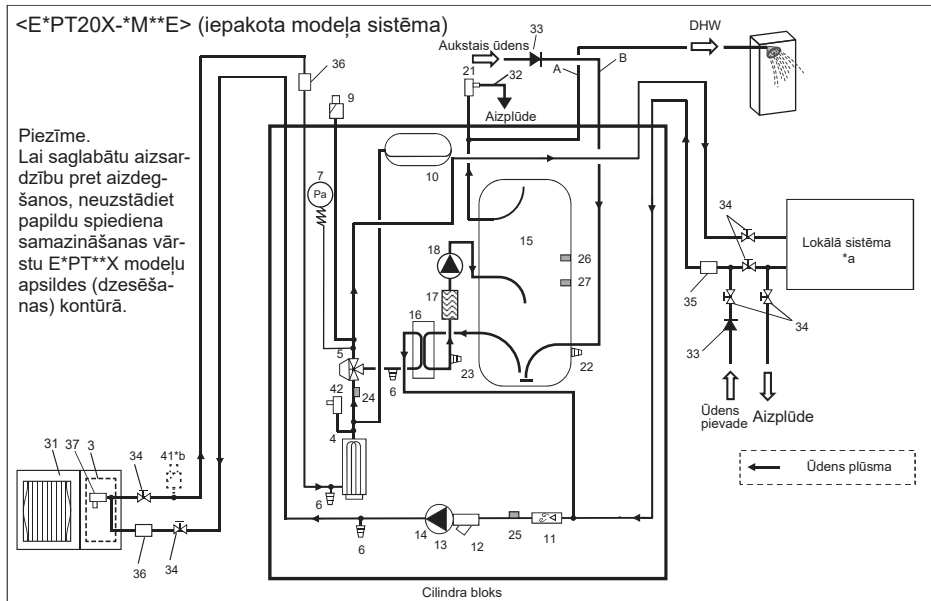 <E*PT20X-*M**E> (iepakota modeļa sistēma)
Piezīme.
Lai saglabātu aizsar-
dzību pret aizdeg-
šanos, neuzstādiet
papildu spiediena
samazināšanas vār-
stu E*PT**X modeļu
apsildes (dzesēša-
nas) kontūrā.
36
9
7
Pa
Aukstais ūdens
33
21
32
A
B
Aizplūde
DHW
10
15
18
17
16
26
27
5
6
23
22
24
42
4
34
Lokālā sistēma
*a
35
34
33
Ūdens
pievade
Aizplūde
Ūdens plūsma
31
37
3
34
41*b
36
34
6
6
14
13
12
25
11
Cilindra bloks